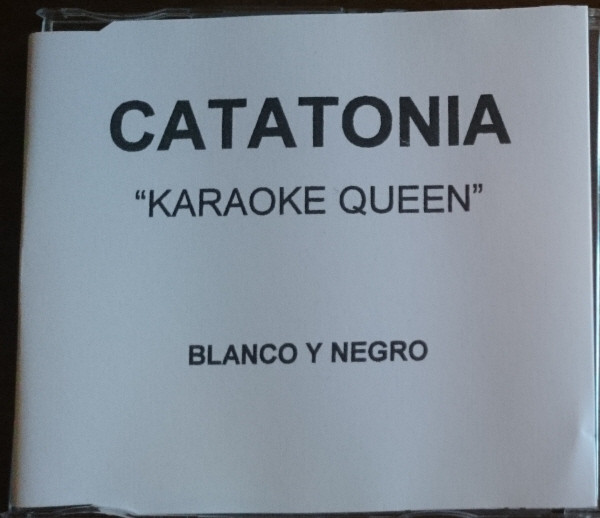 CATATONIA
“KARAOKE QUEEN”
BLANCO Y NEGRO